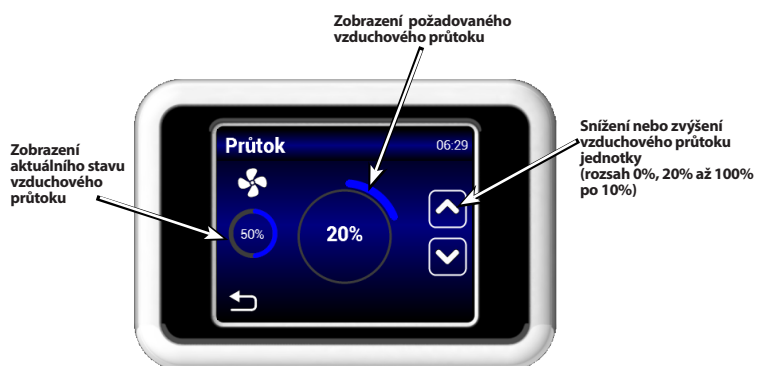 Zobrazení požadovaného
vzduchového průtoku
Zobrazení
aktuálního stavu
vzduchového
průtoku
Průtok
06:29
50%
20%
Snížení nebo zvýšení
vzduchového průtoku
jednotky
(rozsah 0%, 20% až 100%
po 10%)